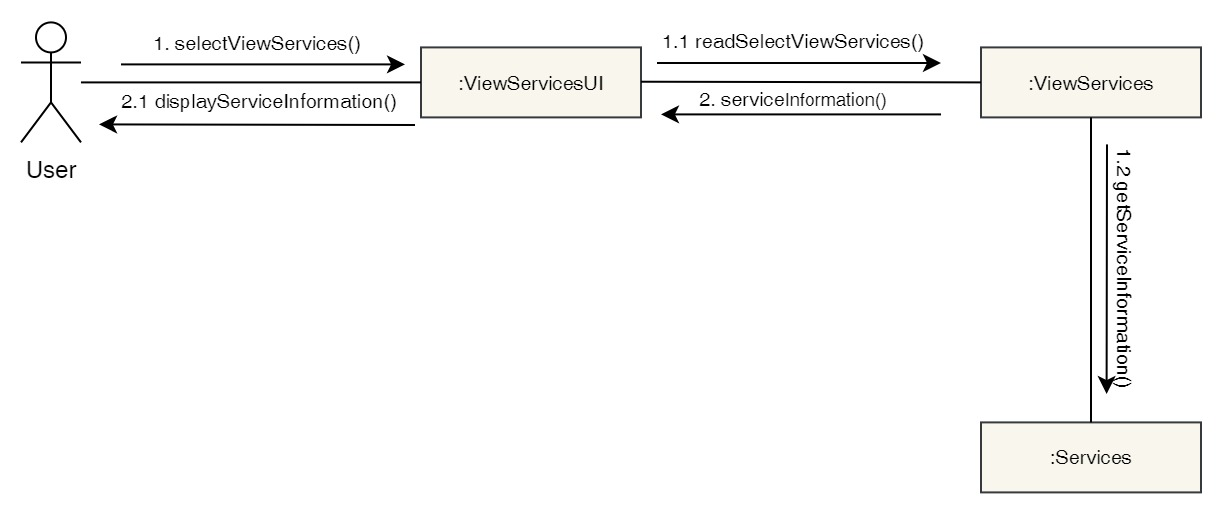 1. selectViewServices()
1.1 readSelectViewServices()
:ViewServicesUI
:ViewServices
2.1 displayServiceInformation()
2. serviceInformation()
User
1.2 getServiceInformation()
:Services